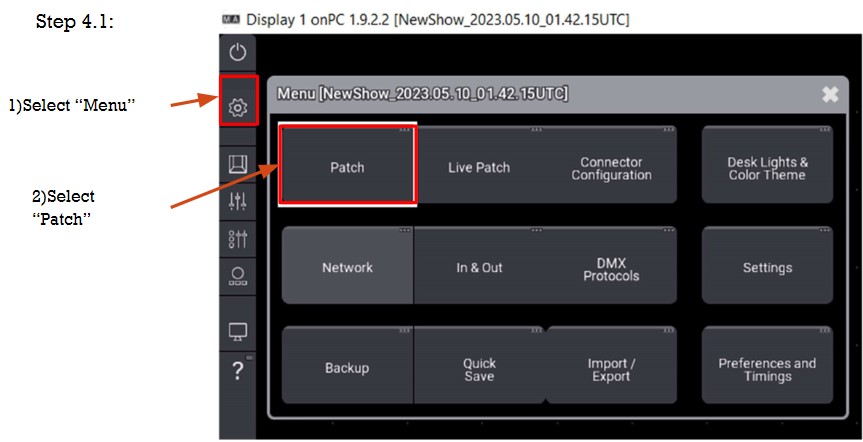 Step 4.1:
MA Display 1 onPC 1.9.2.2 [NewShow_2023.05.10_01.42.15UTC]
1)Select “Menu”
Menu [NewShow_2023.05.10_01.42.15UTC]
2)Select
“Patch”
Patch
Live Patch
Connector
Configuration
Desk Lights &
Color Theme
Network
In & Out
DMX
Protocols
Settings
?
Backup
Quick
Save
Import /
Export
Preferences and
Timings